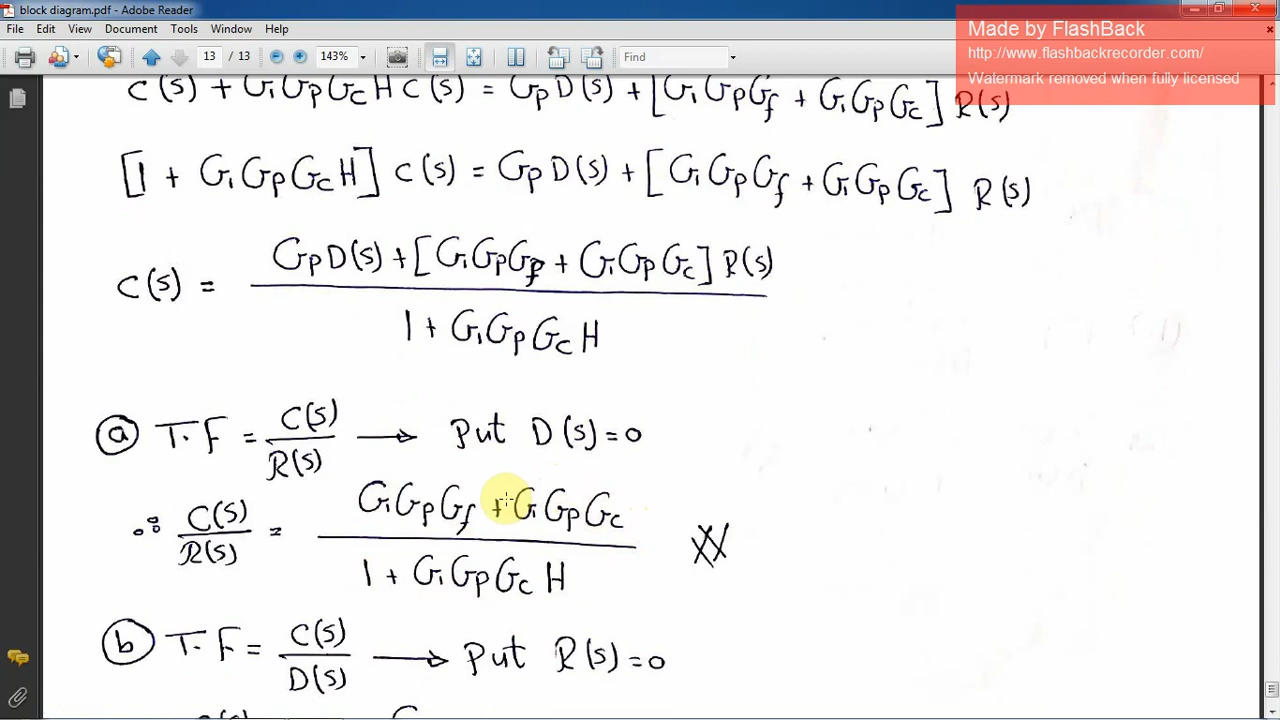 block diagram.pdf - Adobe Reader
File Edit View Document Tools Window Help
13 / 13 143% Find
Made by FlashBack
http://www.flashbackrecorder.com/
Watermark removed when fully licensed
C(s) + G₁GpGcH C(s) = GpD(s) + [G₁GpGf + G₁GpGc] R(s)
[1 + G₁GpGcH] C(s) = GpD(s) + [G₁GpGf + G₁GpGc] R(s)
GpD(s) + [G₁GpGf + G₁GpGc] R(s)
C(s) =
1 + G₁GpGcH
ⓐ T.F = C(s)/R(s) → Put D(s)=0
∴ C(s)/R(s) = (G₁GpGf + G₁GpGc)/(1 + G₁GpGcH)
ⓑ T.F = C(s)/D(s) → Put R(s)=0